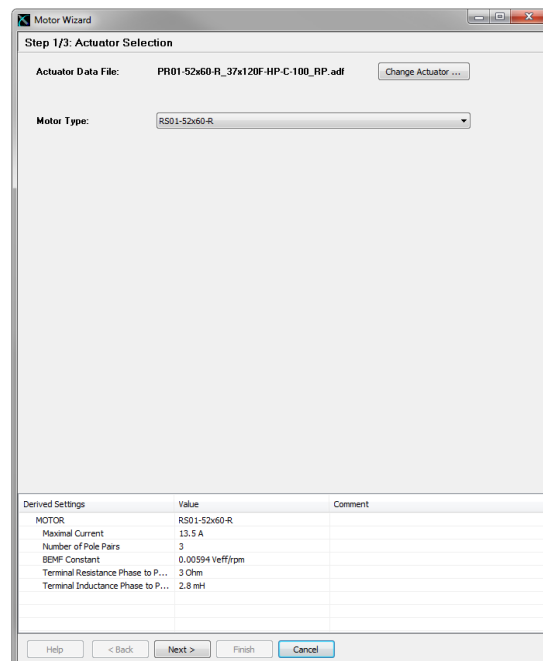 Motor Wizard
Step 1/3: Actuator Selection
Actuator Data File: PR01-52x60-R_37x120F-HP-C-100_RP.adf Change Actuator ...
Motor Type: RS01-52x60-R
Derived Settings Value Comment
MOTOR RS01-52x60-R
Maximal Current 13.5 A
Number of Pole Pairs 3
BEMF Constant 0.00594 Veff/rpm
Terminal Resistance Phase to P... 3 Ohm
Terminal Inductance Phase to P... 2.8 mH
Help < Back Next > Finish Cancel